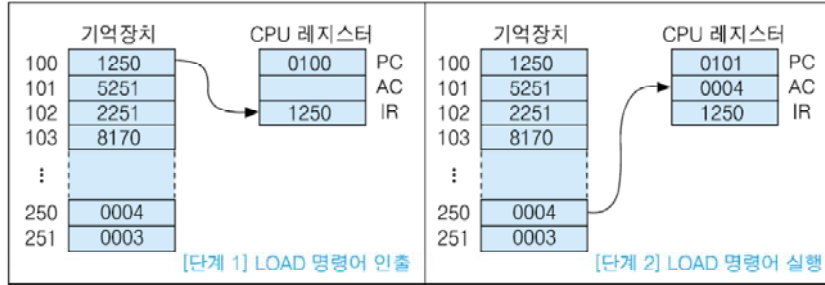 기억장치 CPU 레지스터
100 1250 0100 PC
101 5251 AC
102 2251 1250 IR
103 8170
⋮
250 0004
251 0003
[단계 1] LOAD 명령어 인출
기억장치 CPU 레지스터
100 1250 0101 PC
101 5251 0004 AC
102 2251 1250 IR
103 8170
⋮
250 0004
251 0003
[단계 2] LOAD 명령어 실행